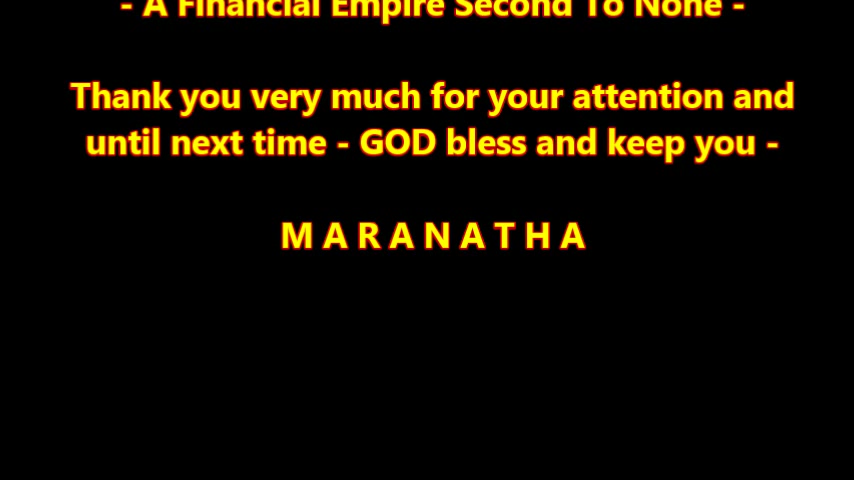 - A Financial Empire Second To None -
Thank you very much for your attention and
until next time - GOD bless and keep you -
M A R A N A T H A